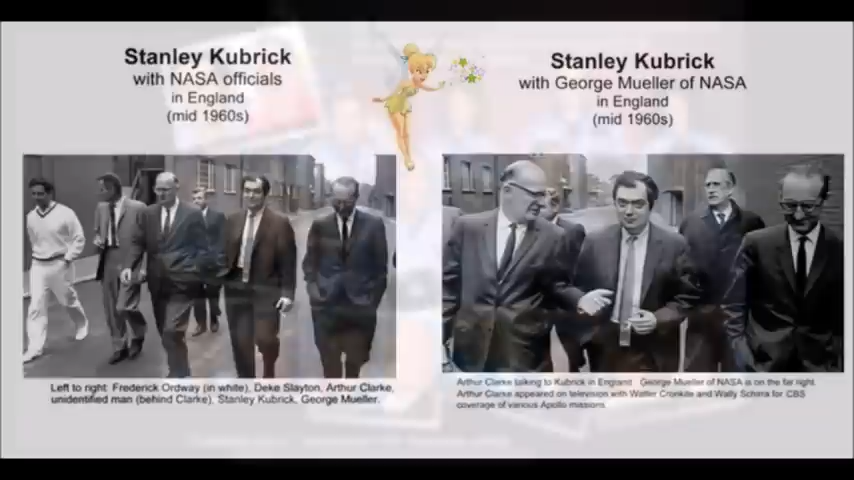 Stanley Kubrick
with NASA officials
in England
(mid 1960s)
Left to right: Frederick Ordway (in white), Deke Slayton, Arthur Clarke,
unidentified man (behind Clarke), Stanley Kubrick, George Mueller.
Stanley Kubrick
with George Mueller of NASA
in England
(mid 1960s)
Arthur Clarke talking to Kubrick in England. George Mueller of NASA is on the far right.
Arthur Clarke appeared on television with Walter Cronkite and Wally Schirra for CBS
coverage of various Apollo missions.